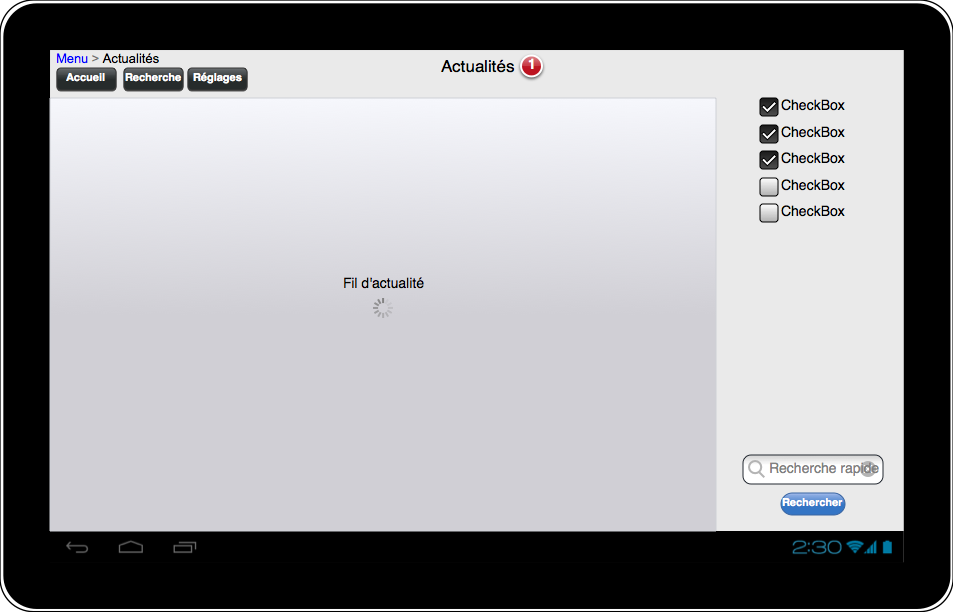 Menu > Actualités
Accueil Recherche Réglages
Actualités 1
CheckBox
CheckBox
CheckBox
CheckBox
CheckBox
Fil d'actualité
Recherche rapide
Rechercher
2:30